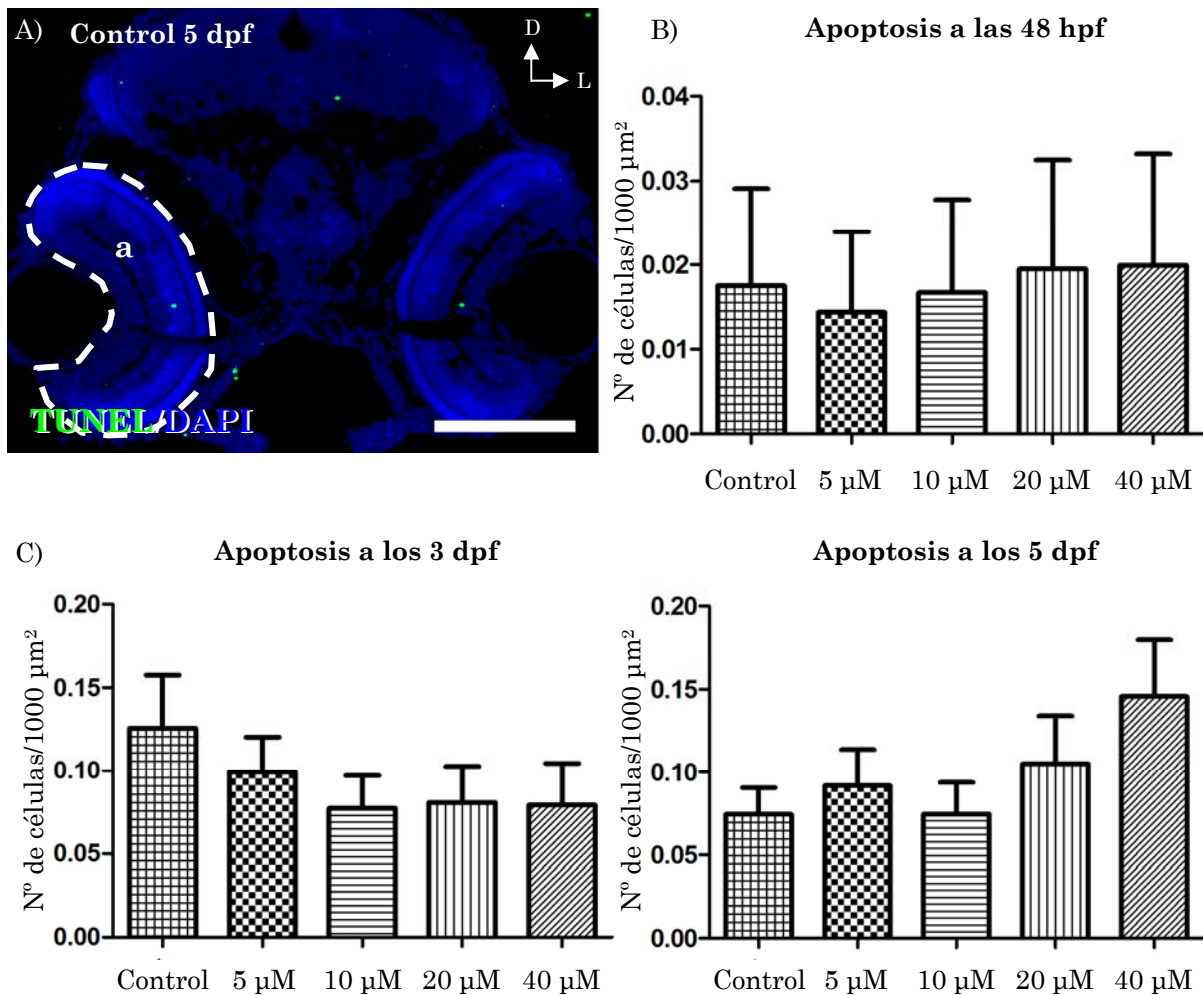 A)
Control 5 dpf
D
L
a
TUNEL/DAPI
B)
Apoptosis a las 48 hpf
Nº de células/1000 µm²
0.04
0.03
0.02
0.01
0.00
Control 5 µM 10 µM 20 µM 40 µM
C)
Apoptosis a los 3 dpf
Nº de células/1000 µm²
0.20
0.15
0.10
0.05
0.00
Control 5 µM 10 µM 20 µM 40 µM
Apoptosis a los 5 dpf
Nº de células/1000 µm²
0.20
0.15
0.10
0.05
0.00
Control 5 µM 10 µM 20 µM 40 µM